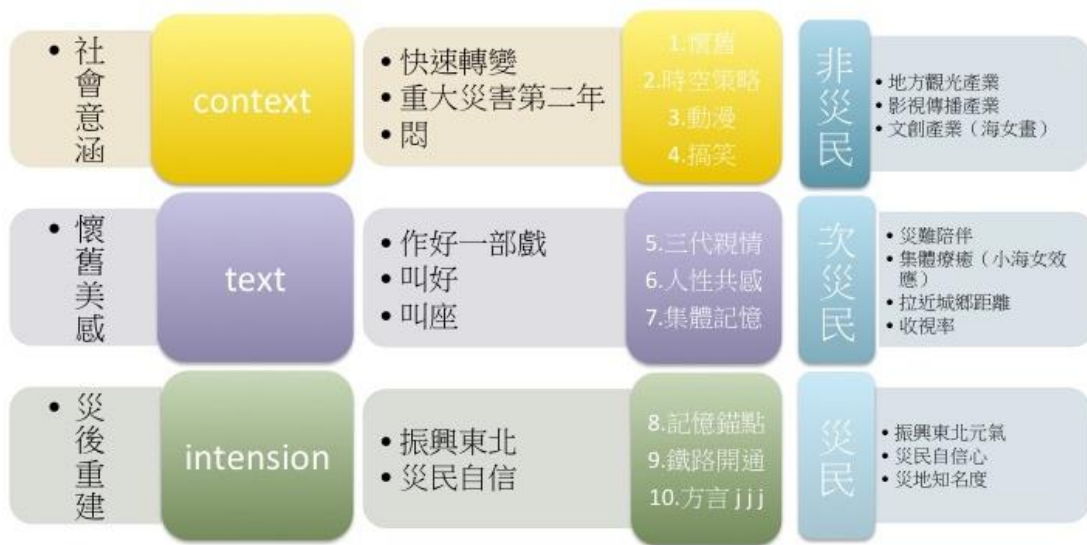 • 社會意涵
context
• 快速轉變
• 重大災害第二年
• 悶
1.懷舊
2.時空策略
3.動漫
4.搞笑
非災民
• 地方觀光產業
• 影視傳播產業
• 文創產業（海女畫）
• 懷舊美感
text
• 作好一部戲
• 叫好
• 叫座
5.三代親情
6.人性共感
7.集體記憶
次災民
• 災難陪伴
• 集體療癒（小海女效
應）
• 拉近城鄉距離
• 收視率
• 災後重建
intension
• 振興東北
• 災民自信
8.記憶錨點
9.鐵路開通
10.方言 j j j
災民
• 振興東北元氣
• 災民自信心
• 災地知名度